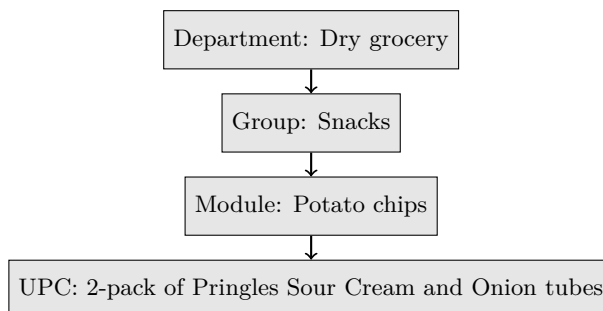 Department: Dry grocery
Group: Snacks
Module: Potato chips
UPC: 2-pack of Pringles Sour Cream and Onion tubes